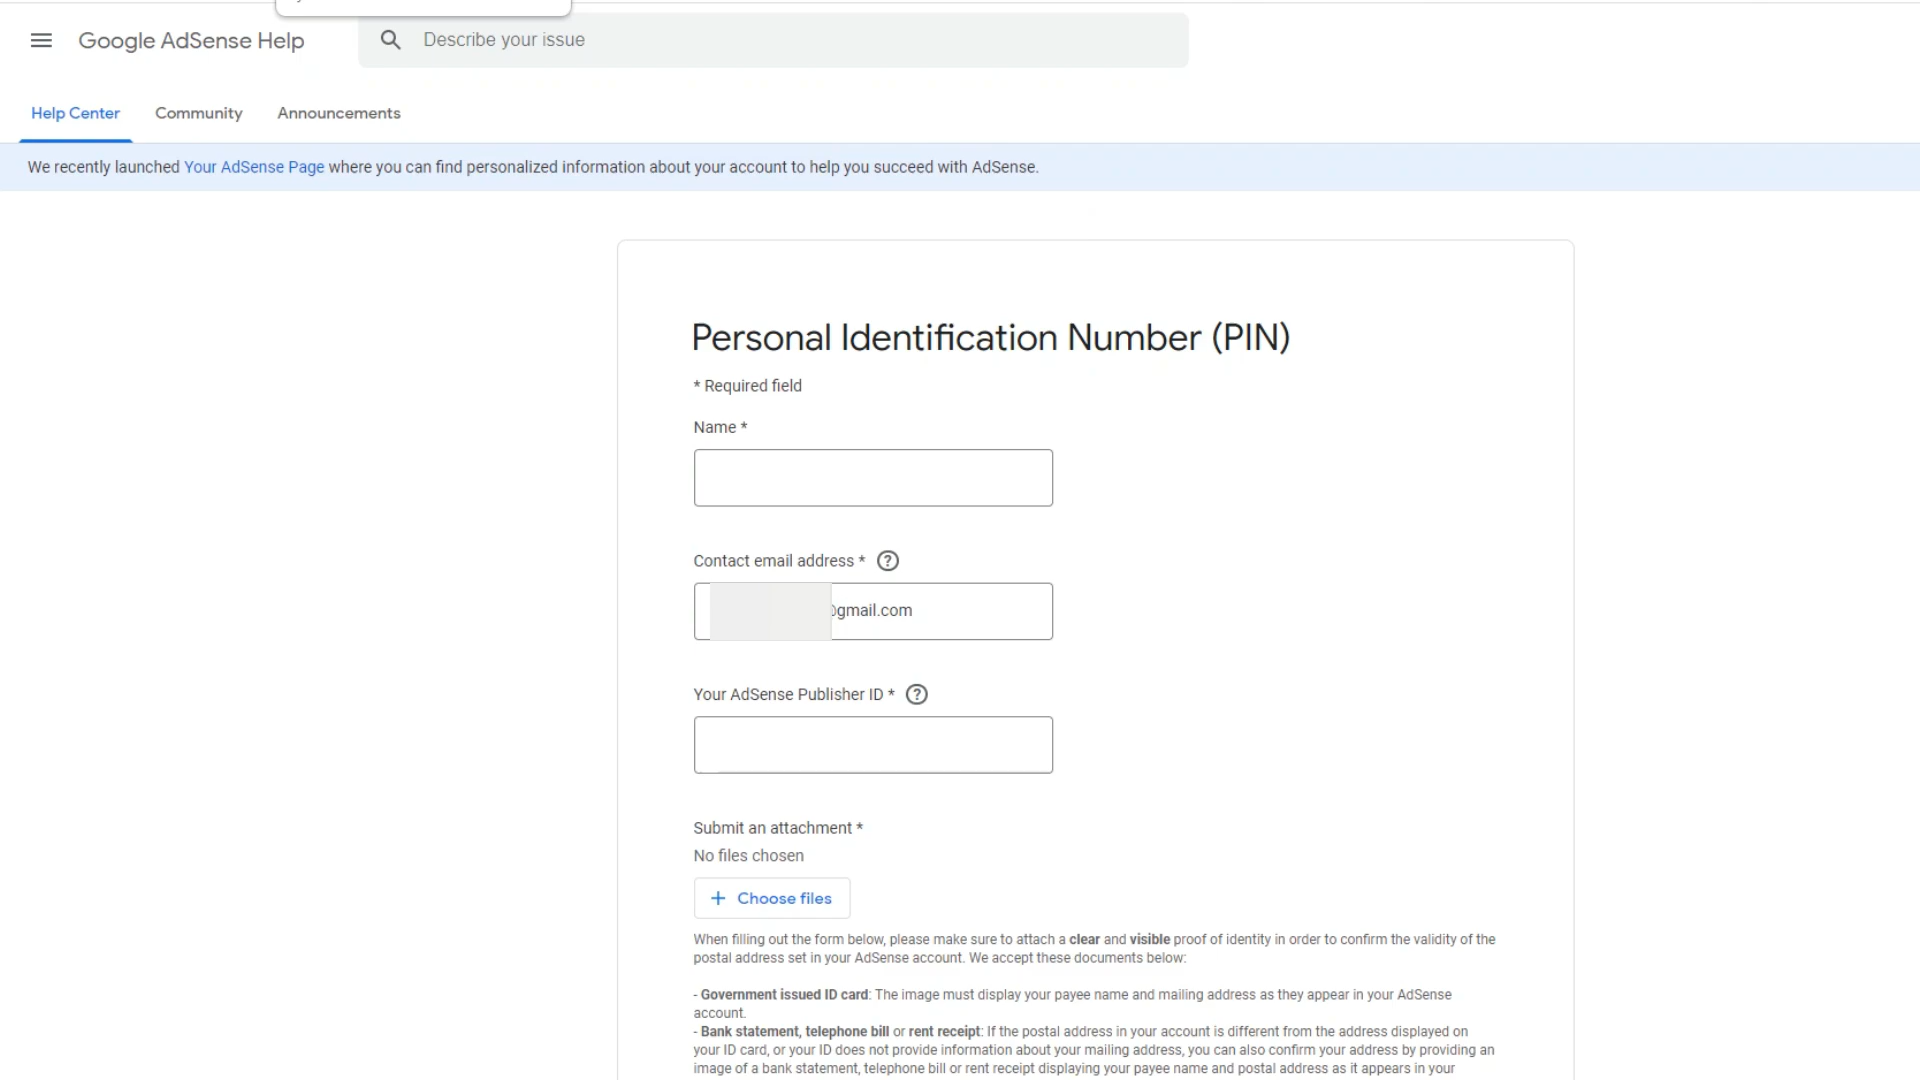 Google AdSense Help
Describe your issue
Help Center Community Announcements
We recently launched Your AdSense Page where you can find personalized information about your account to help you succeed with AdSense.
Personal Identification Number (PIN)
* Required field
Name *
Contact email address * ?
@gmail.com
Your AdSense Publisher ID * ?
Submit an attachment *
No files chosen
+ Choose files
When filling out the form below, please make sure to attach a clear and visible proof of identity in order to confirm the validity of the
postal address set in your AdSense account. We accept these documents below:
- Government issued ID card: The image must display your payee name and mailing address as they appear in your AdSense
account.
- Bank statement, telephone bill or rent receipt: If the postal address in your account is different from the address displayed on
your ID card, or your ID does not provide information about your mailing address, you can also confirm your address by providing an
image of a bank statement, telephone bill or rent receipt displaying your payee name and postal address as it appears in your